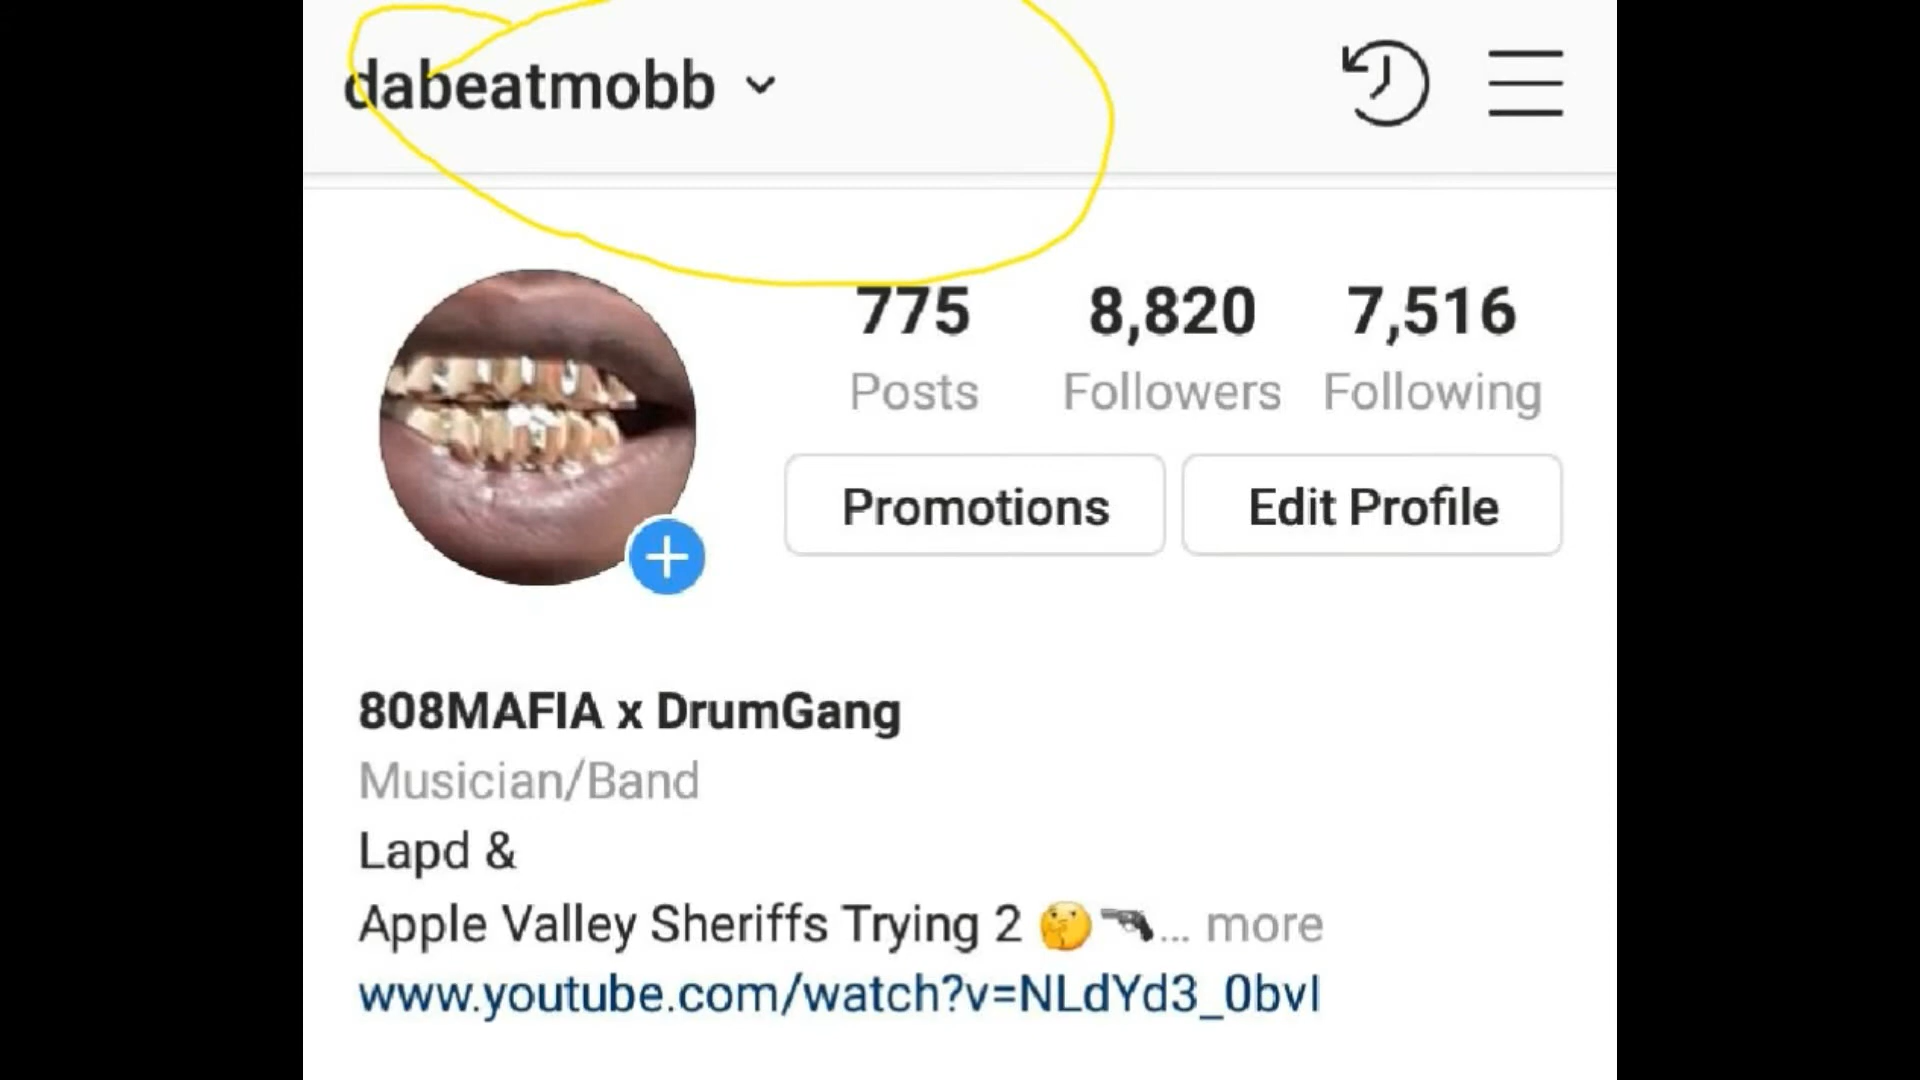 dabeatmobb
775 8,820 7,516
Posts Followers Following
Promotions Edit Profile
808MAFIA x DrumGang
Musician/Band
Lapd &
Apple Valley Sheriffs Trying 2 🤔🔫... more
www.youtube.com/watch?v=NLdYd3_0bvI